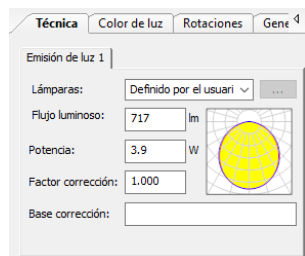 Técnica Color de luz Rotaciones Gene
Emisión de luz 1
Lámparas: Definido por el usuari ...
Flujo luminoso: 717 lm
Potencia: 3.9 W
Factor corrección: 1.000
Base corrección: